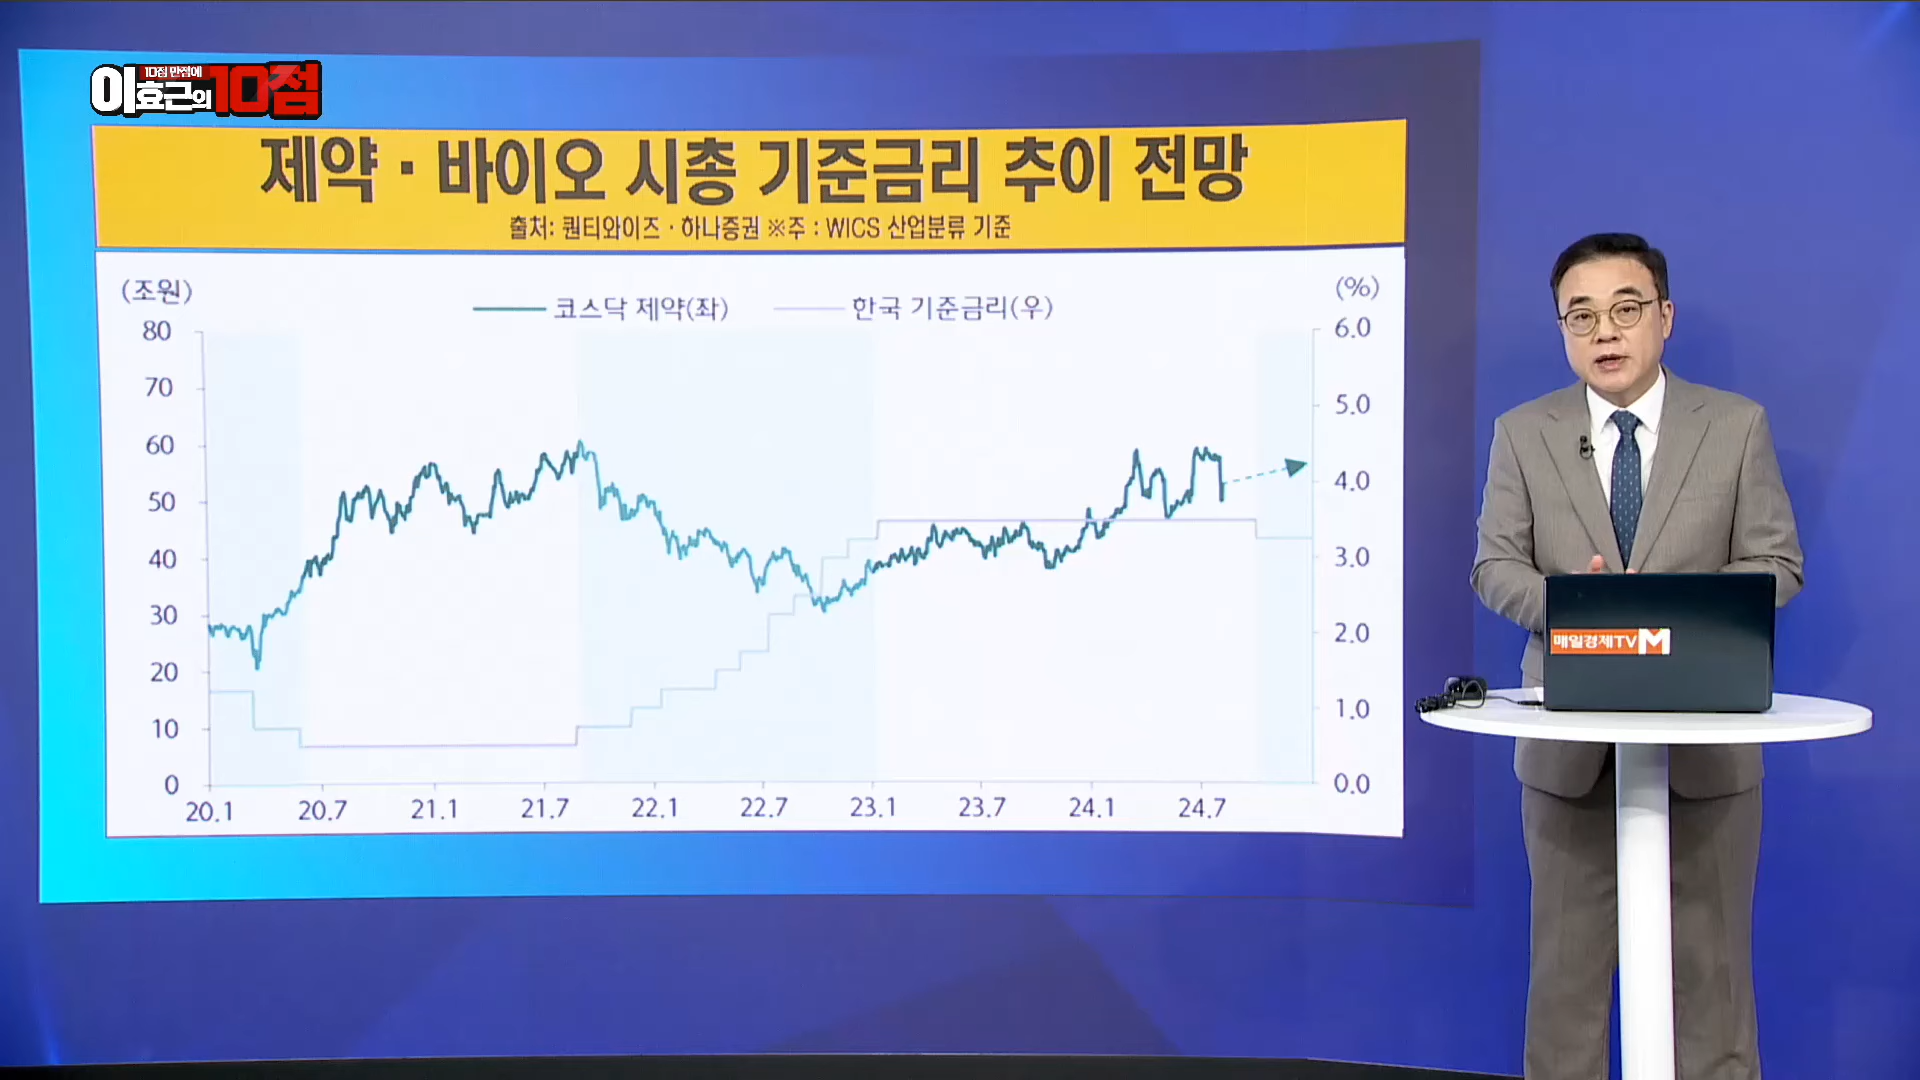 10점 만점에
이효근의 10점
제약·바이오 시총 기준금리 추이 전망
출처: 퀀티와이즈·하나증권 ※주 : WICS 산업분류 기준
(조원)
(%)
코스닥 제약(좌)
한국 기준금리(우)
80
70
60
50
40
30
20
10
0
6.0
5.0
4.0
3.0
2.0
1.0
0.0
20.1 20.7 21.1 21.7 22.1 22.7 23.1 23.7 24.1 24.7
매일경제TV M